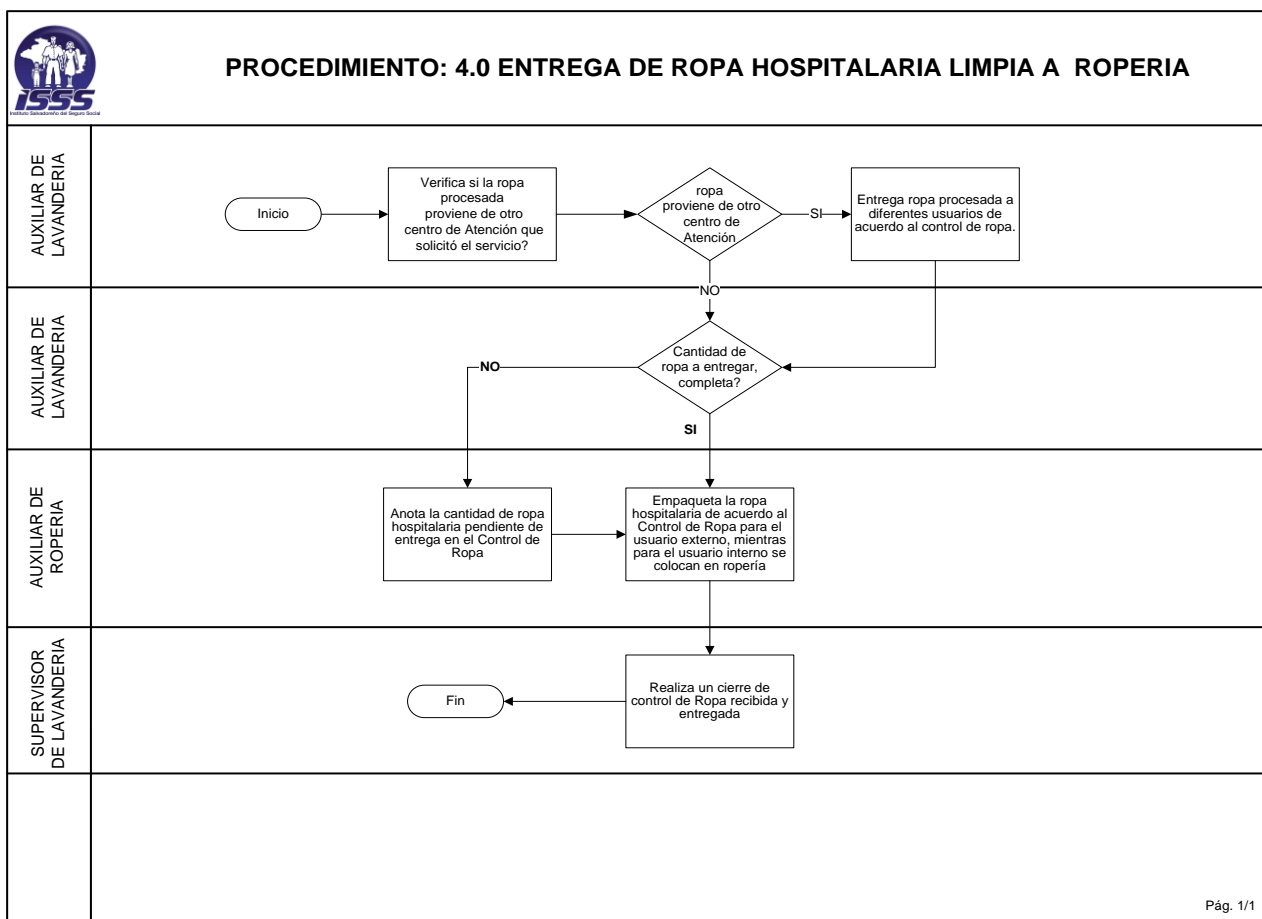 ISSS
Instituto Salvadoreño del Seguro Social
PROCEDIMIENTO: 4.0 ENTREGA DE ROPA HOSPITALARIA LIMPIA A ROPERIA
AUXILIAR DE
LAVANDERIA
Inicio
Verifica si la ropa
procesada
proviene de otro
centro de Atención que
solicitó el servicio?
ropa
proviene de otro
centro de
Atención
SI
Entrega ropa procesada a
diferentes usuarios de
acuerdo al control de ropa.
NO
AUXILIAR DE
LAVANDERIA
Cantidad de
ropa a entregar,
completa?
NO
SI
AUXILIAR DE
ROPERIA
Anota la cantidad de ropa
hospitalaria pendiente de
entrega en el Control de
Ropa
Empaqueta la ropa
hospitalaria de acuerdo al
Control de Ropa para el
usuario externo, mientras
para el usuario interno se
colocan en ropería
SUPERVISOR
DE LAVANDERIA
Realiza un cierre de
control de Ropa recibida y
entregada
Fin
Pág. 1/1